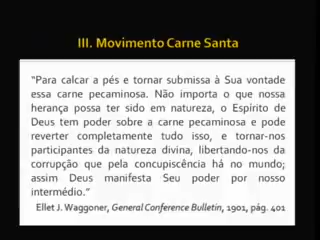 III. Movimento Carne Santa
"Para calcar a pés e tornar submissa à Sua vontade
essa carne pecaminosa. Não importa o que nossa
herança possa ter sido em natureza, o Espírito de
Deus tem poder sobre a carne pecaminosa e pode
reverter completamente tudo isso, e tornar-nos
participantes da natureza divina, libertando-nos da
corrupção que pela concupiscência há no mundo;
assim Deus manifesta Seu poder por nosso
intermédio."
Ellet J. Waggoner, General Conference Bulletin, 1901, pág. 401